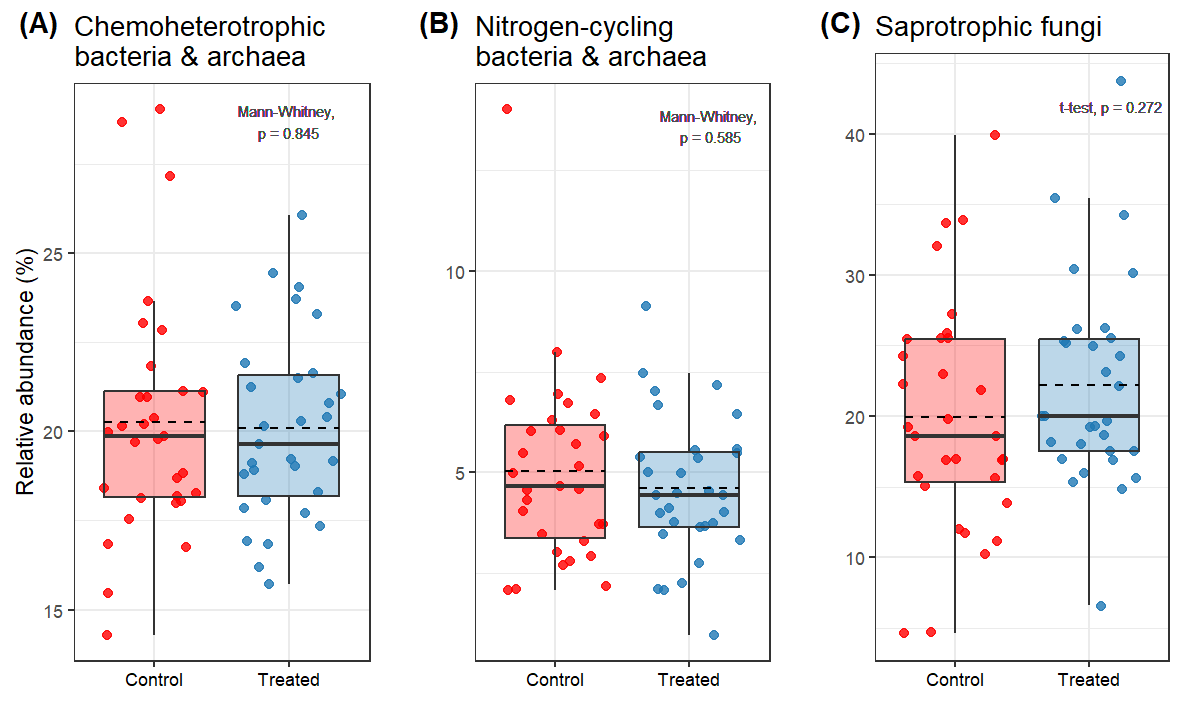 (A) Chemoheterotrophic
bacteria & archaea
Relative abundance (%)
25
20
15
Mann-Whitney,
p = 0.845
Control Treated
(B) Nitrogen-cycling
bacteria & archaea
10
5
Mann-Whitney,
p = 0.585
Control Treated
(C) Saprotrophic fungi
40
30
20
10
t-test, p = 0.272
Control Treated